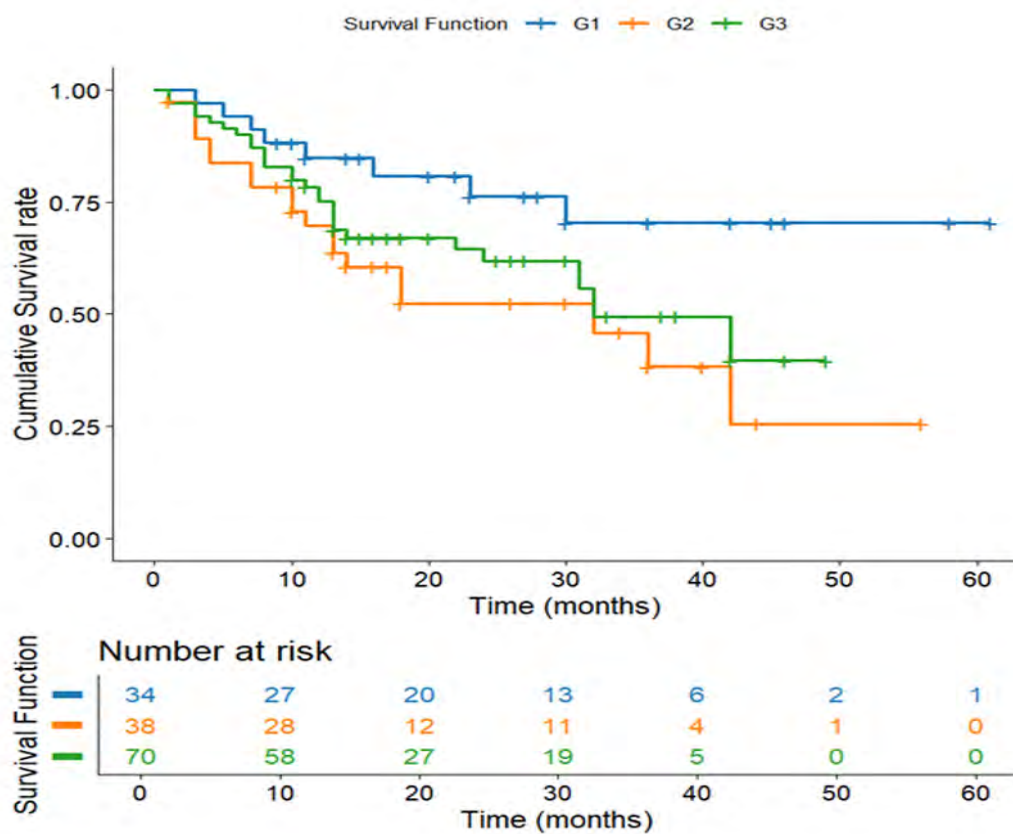 Survival Function G1 G2 G3
Cumulative Survival rate
1.00
0.75
0.50
0.25
0.00
0 10 20 30 40 50 60
Time (months)
Number at risk
Survival Function
34 27 20 13 6 2 1
38 28 12 11 4 1 0
70 58 27 19 5 0 0
0 10 20 30 40 50 60
Time (months)